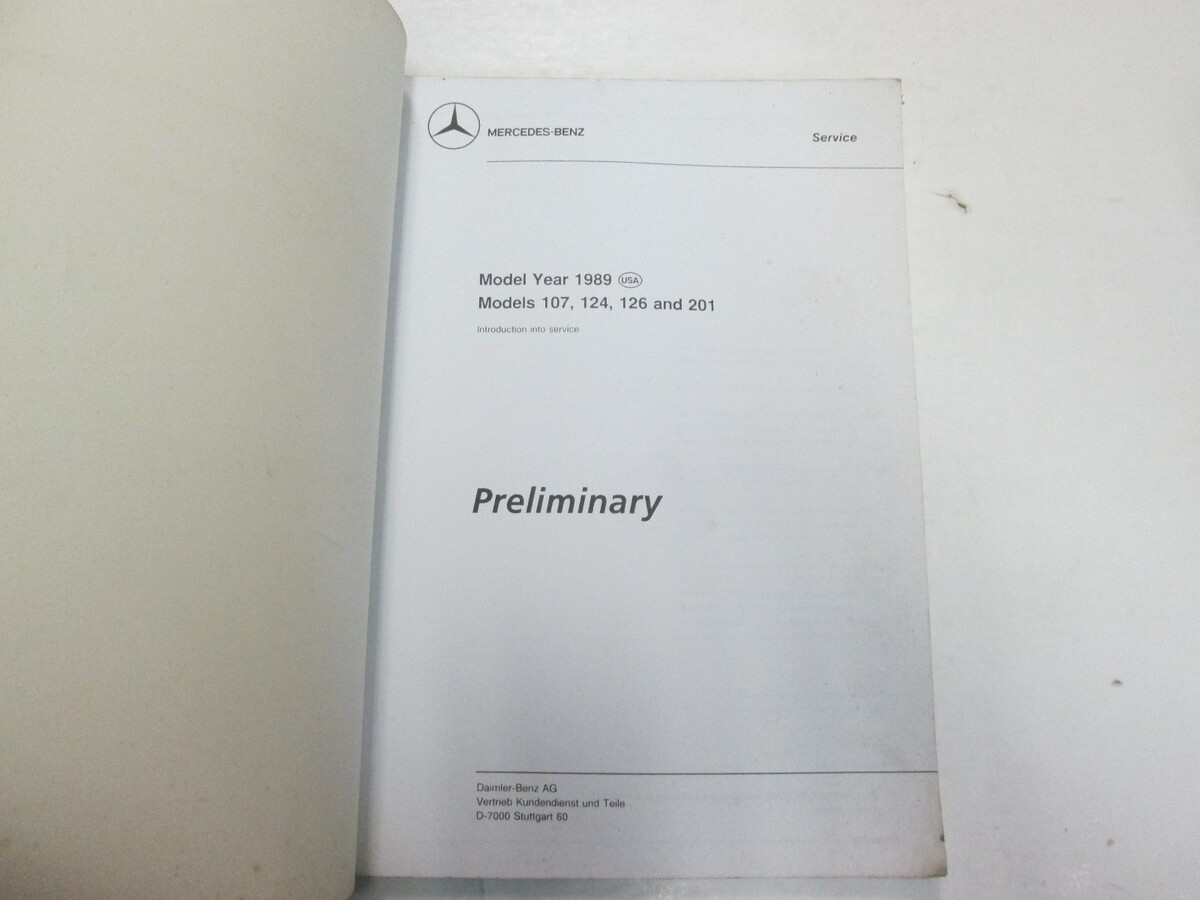 MERCEDES-BENZ
Service
Model Year 1989 USA
Models 107, 124, 126 and 201
Introduction into service
Preliminary
Daimler-Benz AG
Vertrieb Kundendienst und Teile
D-7000 Stuttgart 60